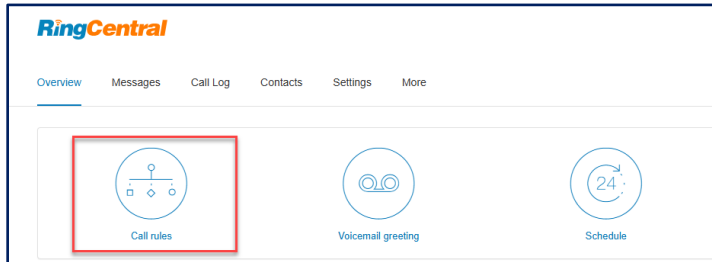 RingCentral
Overview Messages Call Log Contacts Settings More
24
Call rules Voicemail greeting Schedule